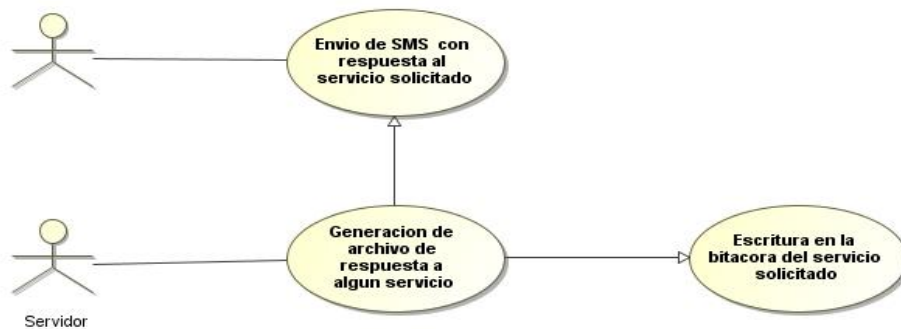 Envio de SMS con
respuesta al
servicio solicitado
Generacion de
archivo de
respuesta a
algun servicio
Escritura en la
bitacora del servicio
solicitado
Servidor